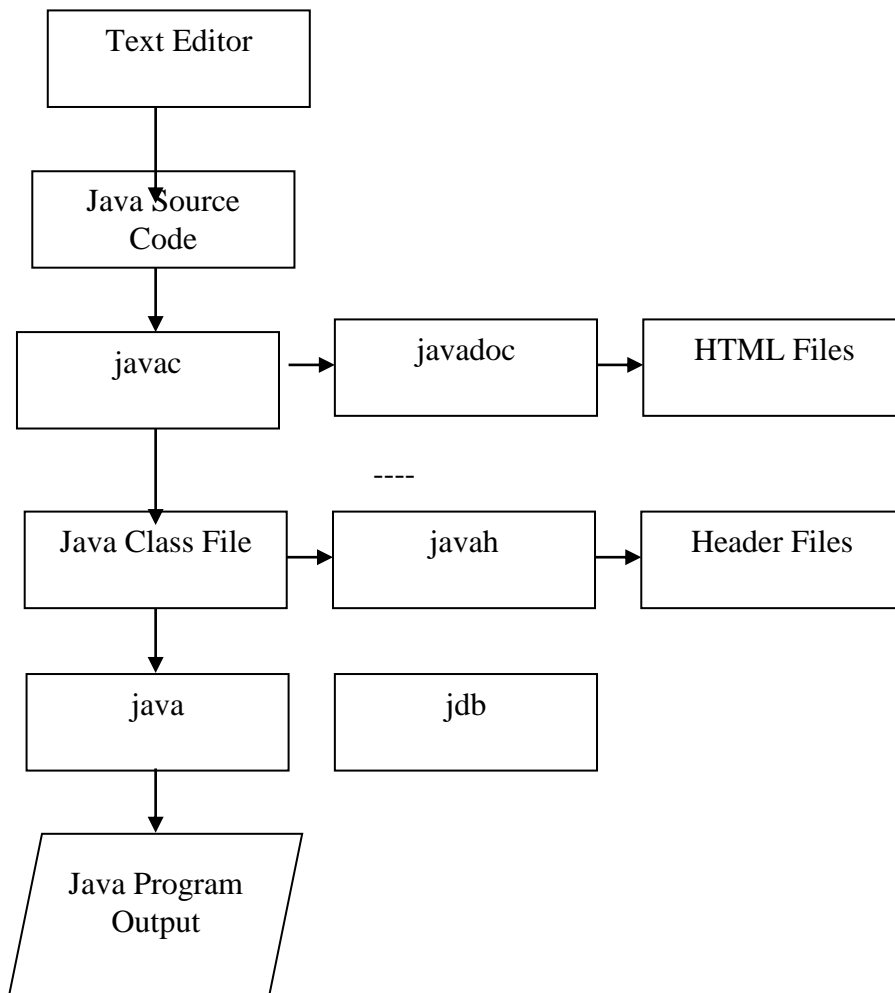 Text Editor
Java Source
Code
javac
javadoc
HTML Files
----
Java Class File
javah
Header Files
java
jdb
Java Program
Output